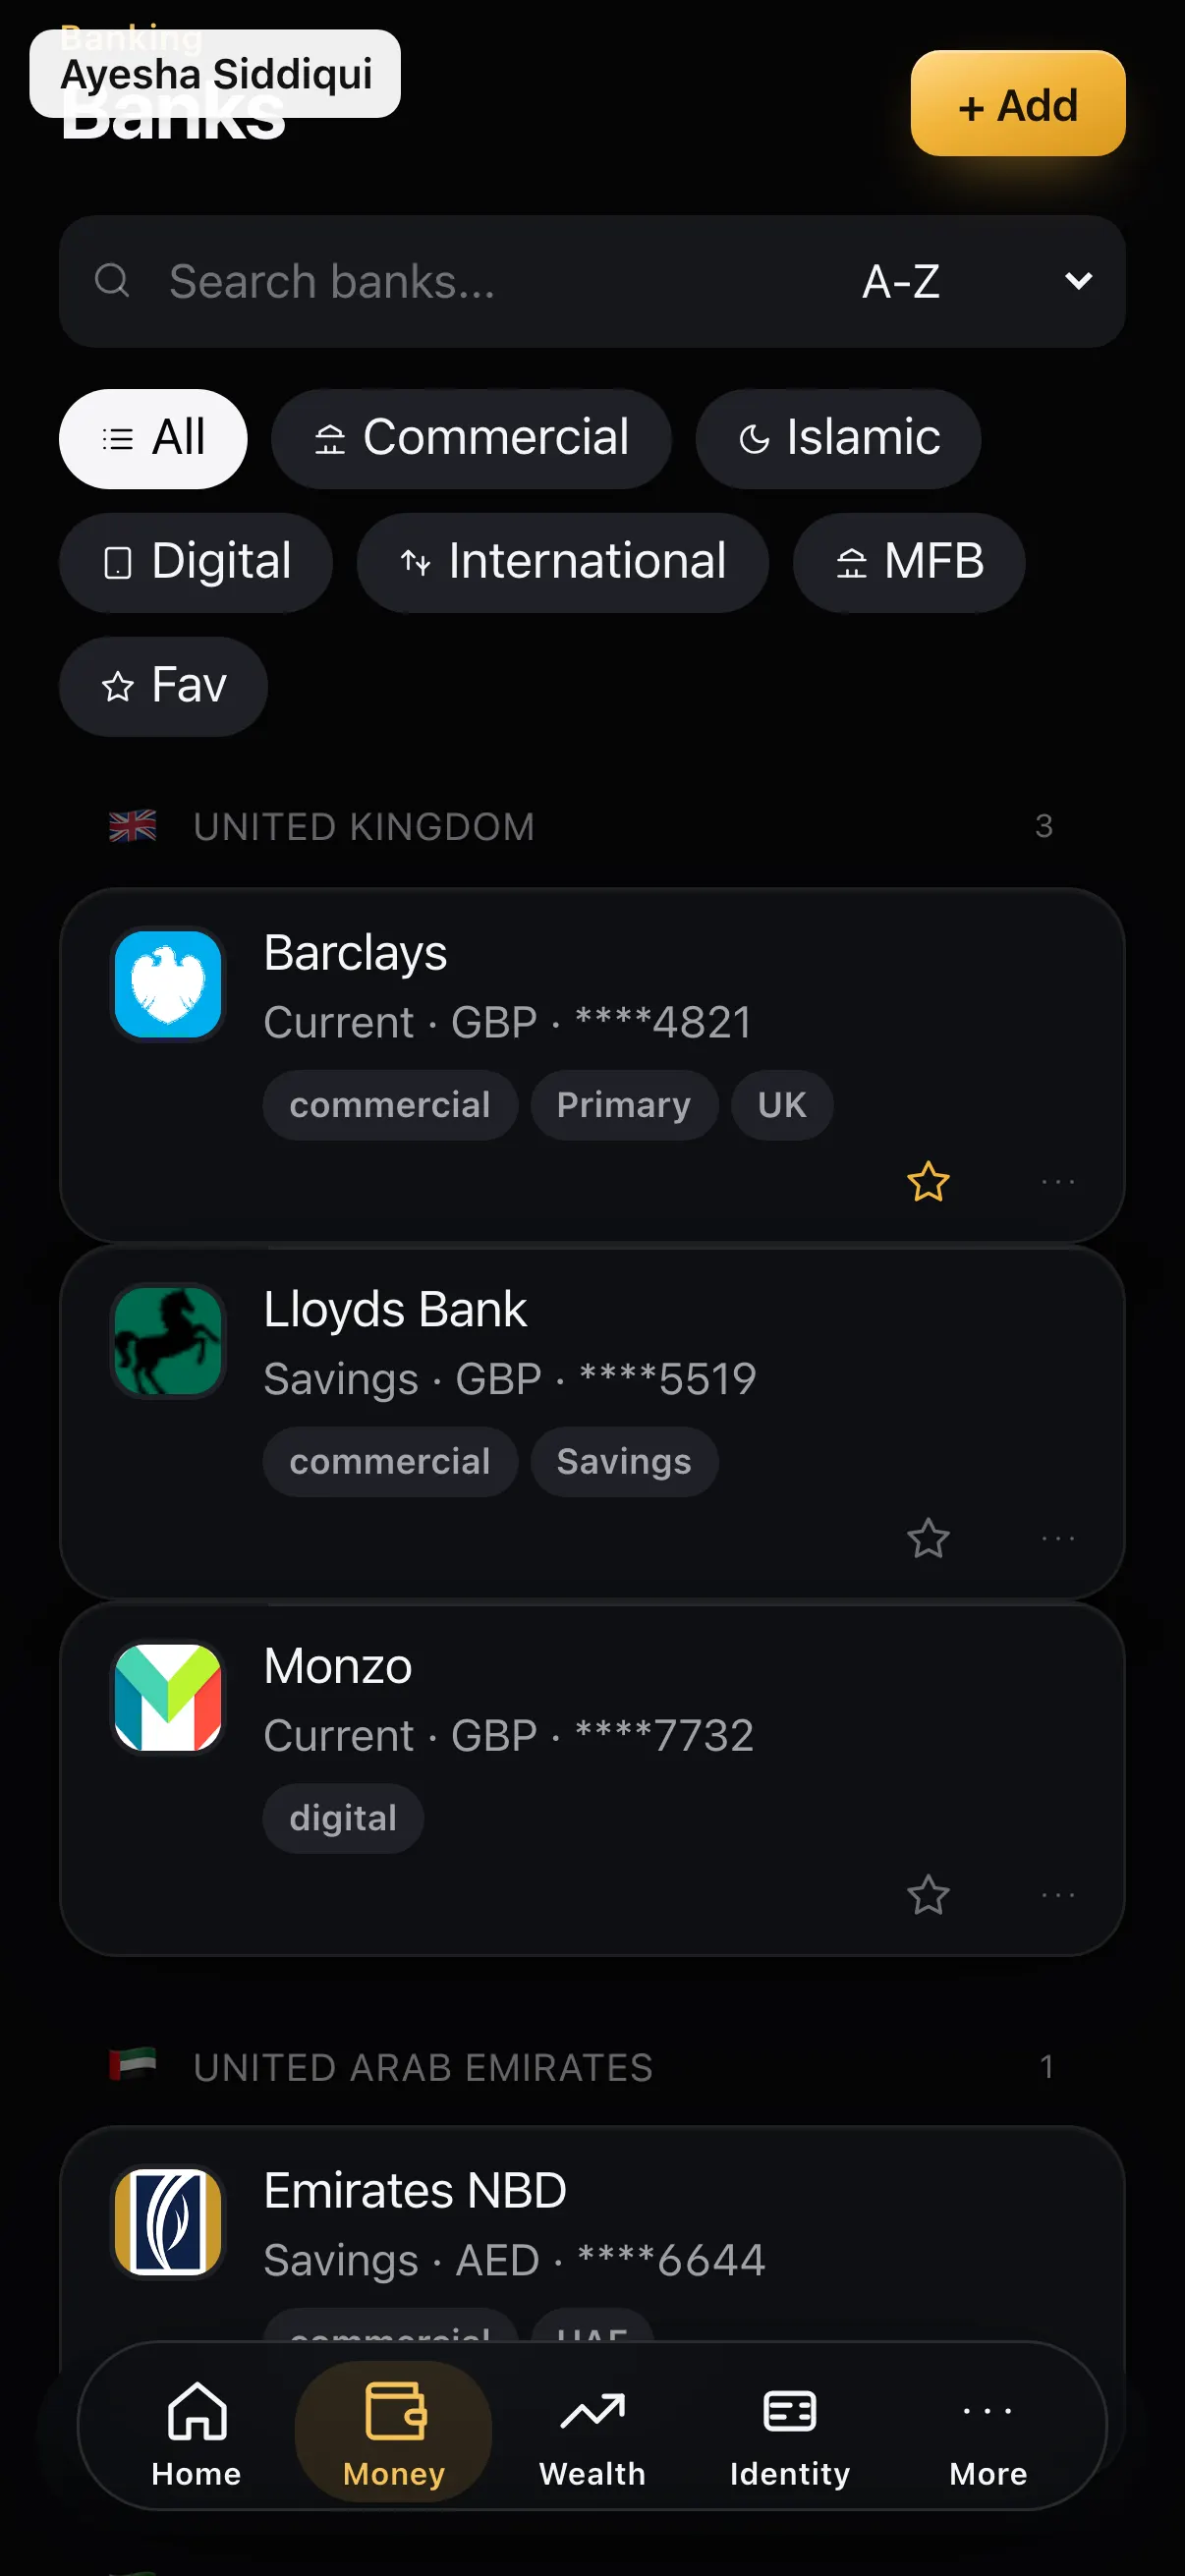 Banking
Ayesha Siddiqui
Banks
+ Add
Search banks...
A-Z
All
Commercial
Islamic
Digital
International
MFB
Fav
UNITED KINGDOM
3
Barclays
Current · GBP · ****4821
commercial
Primary
UK
···
Lloyds Bank
Savings · GBP · ****5519
commercial
Savings
···
Monzo
Current · GBP · ****7732
digital
···
UNITED ARAB EMIRATES
1
Emirates NBD
Savings · AED · ****6644
commercial
UAE
Home
Money
Wealth
Identity
More